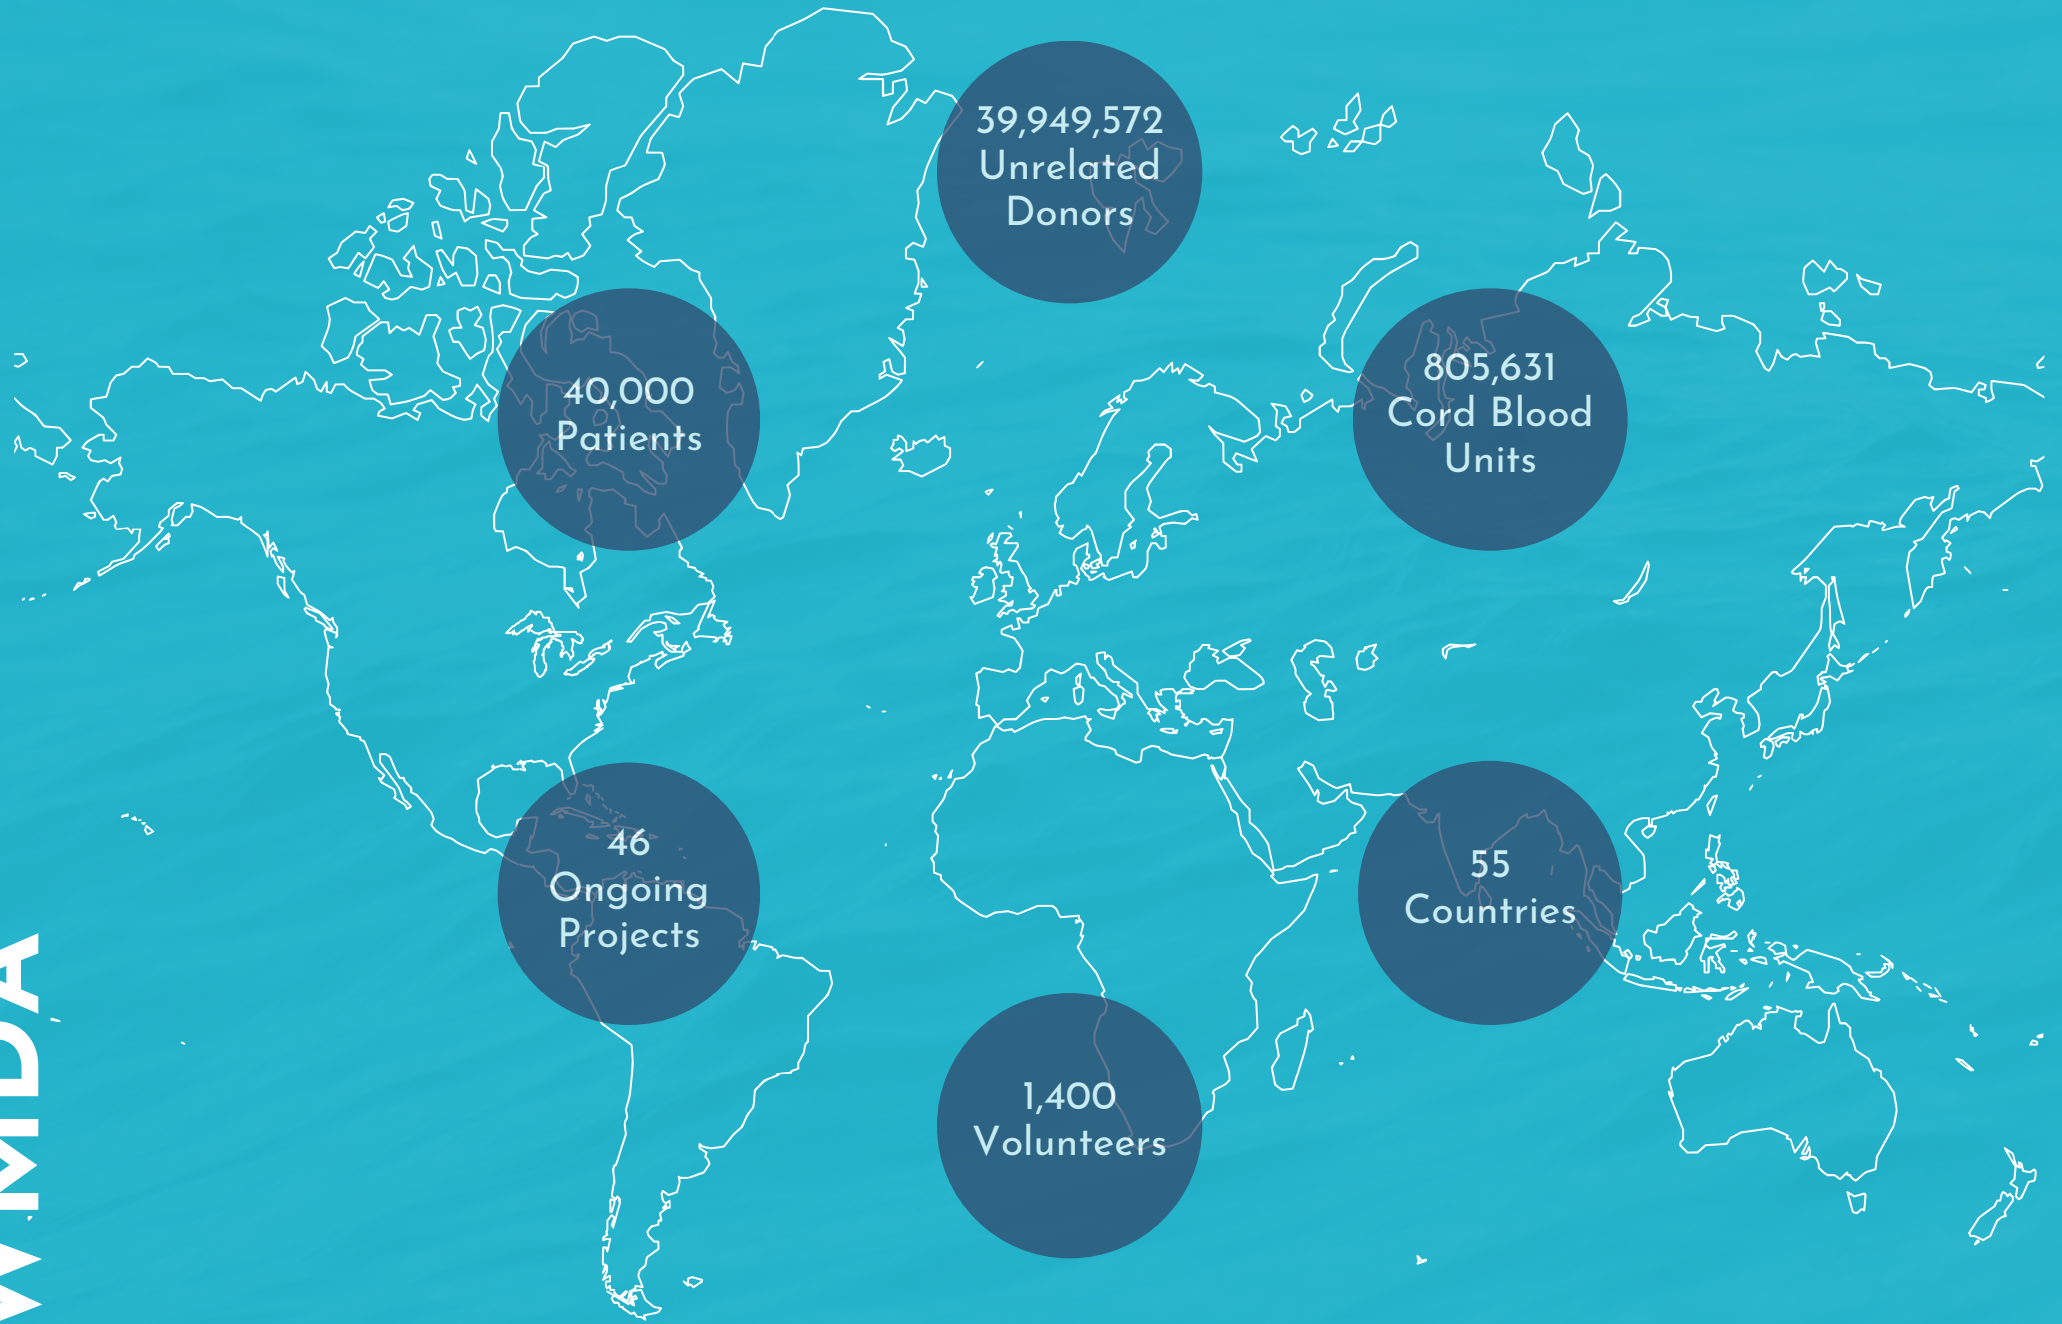 39,949,572
Unrelated
Donors
40,000
Patients
805,631
Cord Blood
Units
46
Ongoing
Projects
55
Countries
1,400
Volunteers
WMDA